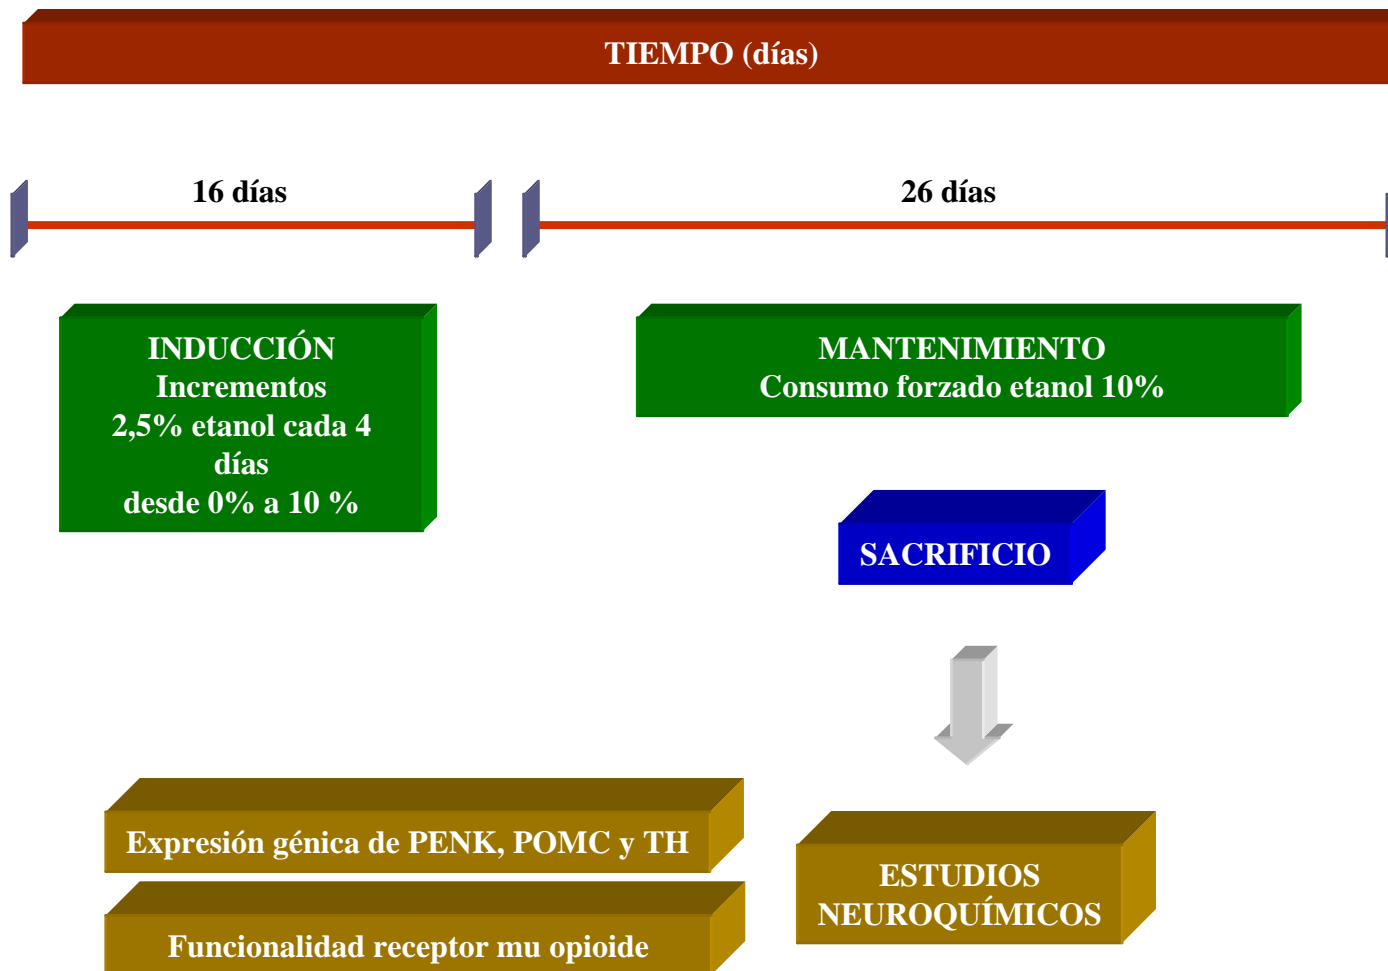 TIEMPO (días)
16 días
26 días
INDUCCIÓN
Incrementos
2,5% etanol cada 4
días
desde 0% a 10 %
MANTENIMIENTO
Consumo forzado etanol 10%
SACRIFICIO
Expresión génica de PENK, POMC y TH
Funcionalidad receptor mu opioide
ESTUDIOS
NEUROQUÍMICOS